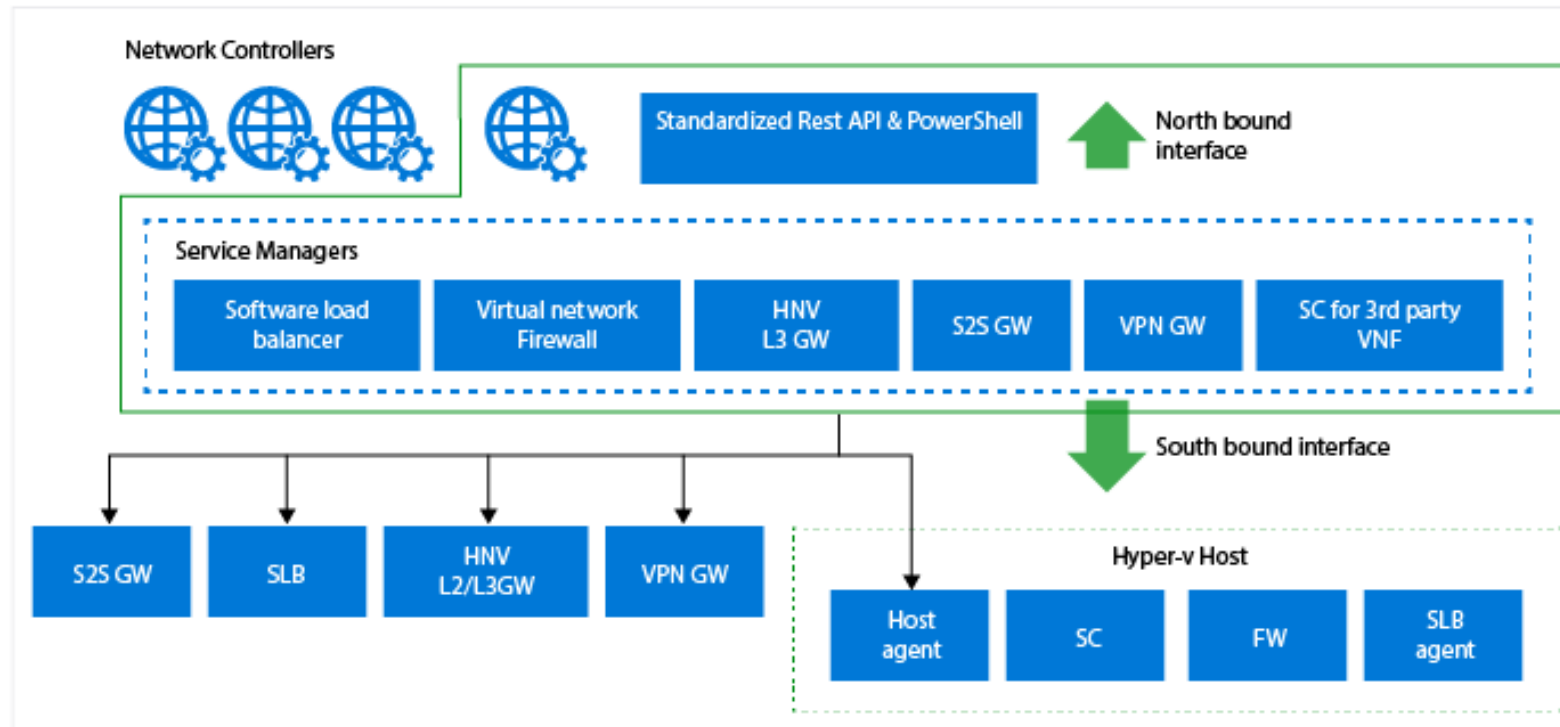 Network Controllers
Standardized Rest API & PowerShell
North bound
interface
Service Managers
Software load
balancer
Virtual network
Firewall
HNV
L3 GW
S2S GW
VPN GW
SC for 3rd party
VNF
South bound interface
S2S GW
SLB
HNV
L2/L3GW
VPN GW
Hyper-v Host
Host
agent
SC
FW
SLB
agent